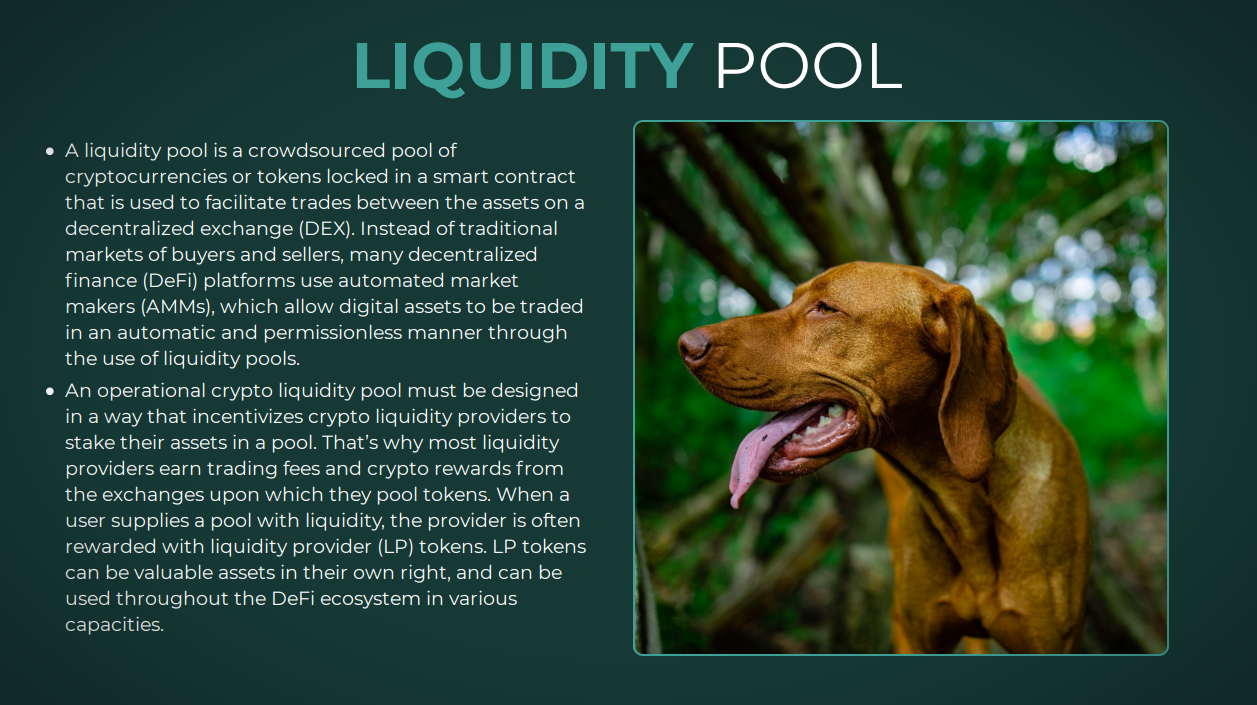 LIQUIDITY POOL
• A liquidity pool is a crowdsourced pool of
cryptocurrencies or tokens locked in a smart contract
that is used to facilitate trades between the assets on a
decentralized exchange (DEX). Instead of traditional
markets of buyers and sellers, many decentralized
finance (DeFi) platforms use automated market
makers (AMMs), which allow digital assets to be traded
in an automatic and permissionless manner through
the use of liquidity pools.
• An operational crypto liquidity pool must be designed
in a way that incentivizes crypto liquidity providers to
stake their assets in a pool. That’s why most liquidity
providers earn trading fees and crypto rewards from
the exchanges upon which they pool tokens. When a
user supplies a pool with liquidity, the provider is often
rewarded with liquidity provider (LP) tokens. LP tokens
can be valuable assets in their own right, and can be
used throughout the DeFi ecosystem in various
capacities.